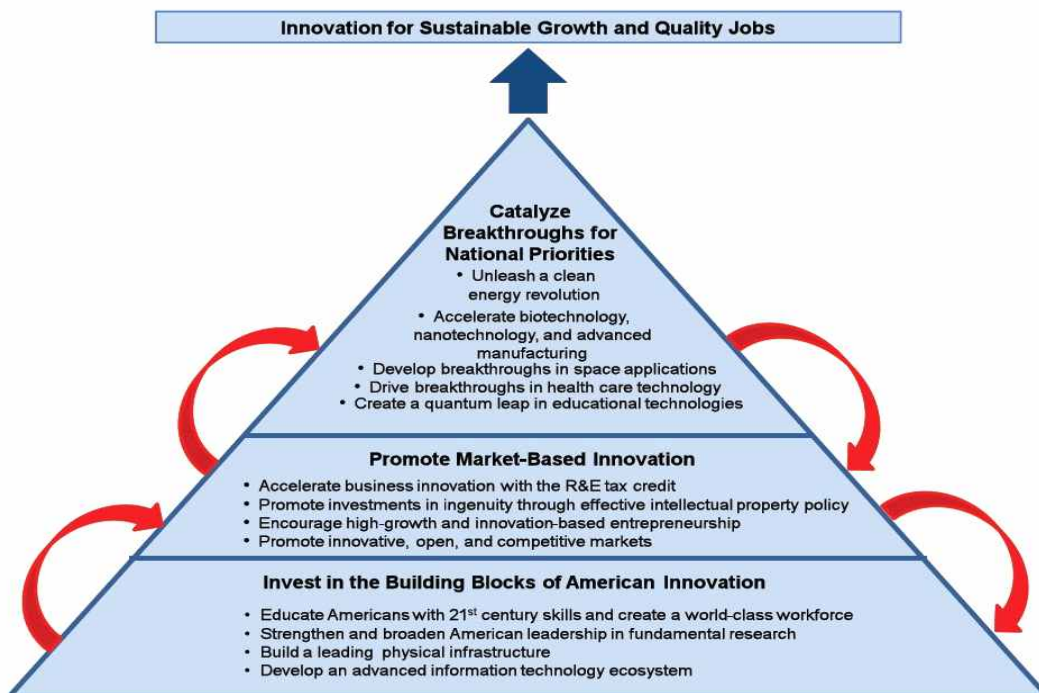 Innovation for Sustainable Growth and Quality Jobs
Catalyze
Breakthroughs for
National Priorities
• Unleash a clean
energy revolution
• Accelerate biotechnology,
nanotechnology, and advanced
manufacturing
• Develop breakthroughs in space applications
• Drive breakthroughs in health care technology
• Create a quantum leap in educational technologies
Promote Market-Based Innovation
• Accelerate business innovation with the R&E tax credit
• Promote investments in ingenuity through effective intellectual property policy
• Encourage high-growth and innovation-based entrepreneurship
• Promote innovative, open, and competitive markets
Invest in the Building Blocks of American Innovation
• Educate Americans with 21st century skills and create a world-class workforce
• Strengthen and broaden American leadership in fundamental research
• Build a leading physical infrastructure
• Develop an advanced information technology ecosystem